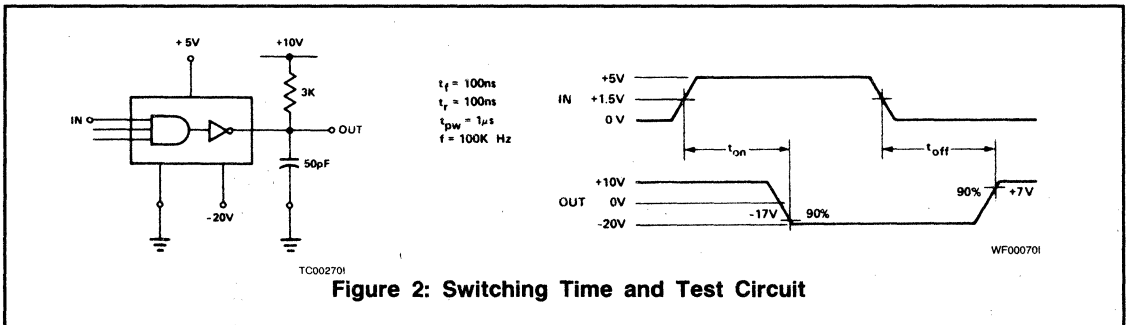 +5V
+10V
3K
IN
OUT
50pF
-20V
TC00270I
tf = 100ns
tr = 100ns
tpw = 1μs
f = 100K Hz
+5V
IN +1.5V
0 V
ton
toff
+10V
OUT 0V
-20V
-17V 90%
90% +7V
WF00070I
Figure 2: Switching Time and Test Circuit